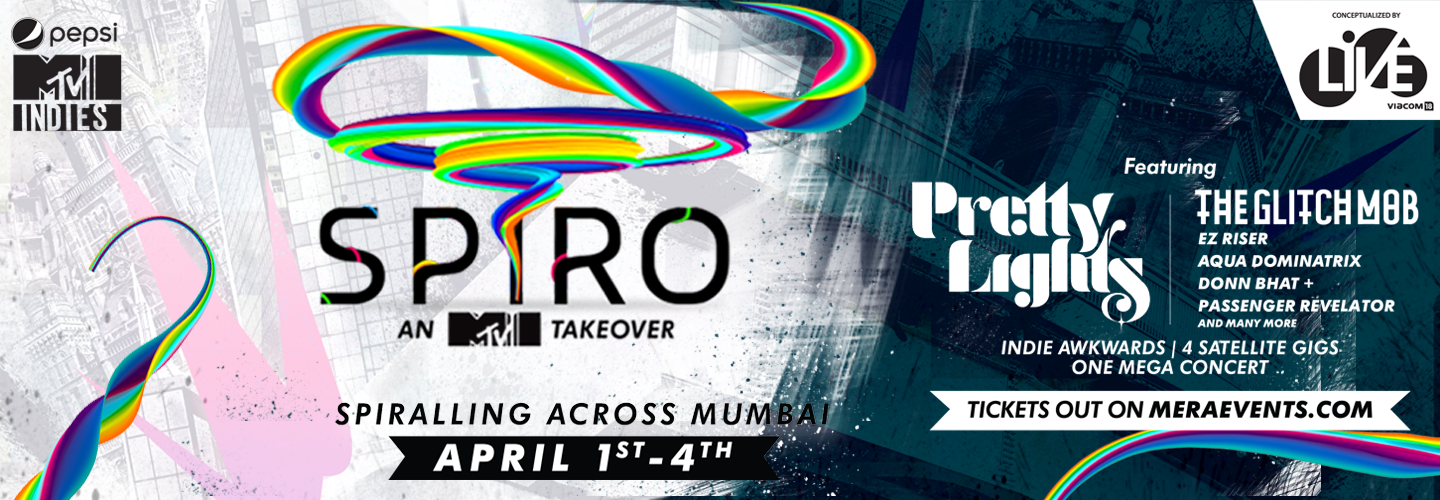 pepsi
MTV
INDIES
SPIRO
AN MTV TAKEOVER
SPIRALLING ACROSS MUMBAI
APRIL 1ST-4TH
CONCEPTUALIZED BY
LIVE
VIACOM 18
Featuring
Pretty
Lights
THE GLITCH MOB
EZ RISER
AQUA DOMINATRIX
DONN BHAT +
PASSENGER REVELATOR
AND MANY MORE
INDIE AWKWARDS | 4 SATELLITE GIGS
ONE MEGA CONCERT ..
TICKETS OUT ON MERAEVENTS.COM